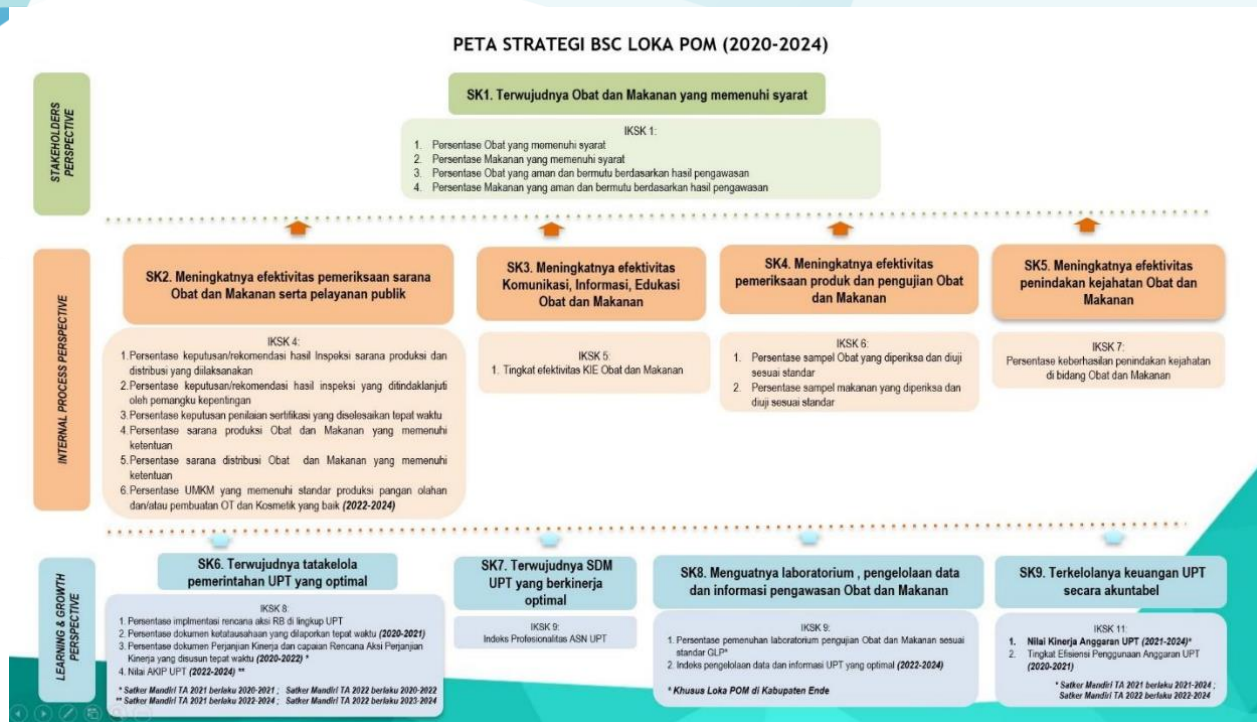 PETA STRATEGI BSC LOKA POM (2020-2024)
STAKEHOLDERS
PERSPECTIVE
SK1. Terwujudnya Obat dan Makanan yang memenuhi syarat
IKSK 1:
1. Persentase Obat yang memenuhi syarat
2. Persentase Makanan yang memenuhi syarat
3. Persentase Obat yang aman dan bermutu berdasarkan hasil pengawasan
4. Persentase Makanan yang aman dan bermutu berdasarkan hasil pengawasan
INTERNAL PROCESS PERSPECTIVE
SK2. Meningkatnya efektivitas pemeriksaan sarana
Obat dan Makanan serta pelayanan publik
IKSK 4:
1.Persentase keputusan/rekomendasi hasil Inspeksi sarana produksi dan
distribusi yang diilaksanakan
2.Persentase keputusan/rekomendasi hasil inspeksi yang ditindaklanjuti
oleh pemangku kepentingan
3.Persentase keputusan penilaian sertifikasi yang diselesaikan tepat waktu
4.Persentase sarana produksi Obat dan Makanan yang memenuhi
ketentuan
5.Persentase sarana distribusi Obat dan Makanan yang memenuhi
ketentuan
6.Persentase UMKM yang memenuhi standar produksi pangan olahan
dan/atau pembuatan OT dan Kosmetik yang baik (2022-2024)
SK3. Meningkatnya efektivitas
Komunikasi, Informasi, Edukasi
Obat dan Makanan
IKSK 5:
1. Tingkat efektivitas KIE Obat dan Makanan
SK4. Meningkatnya efektivitas
pemeriksaan produk dan pengujian Obat
dan Makanan
IKSK 6:
1. Persentase sampel Obat yang diperiksa dan diuji
sesuai standar
2. Persentase sampel makanan yang diperiksa dan
diuji sesuai standar
SK5. Meningkatnya efektivitas
penindakan kejahatan Obat dan
Makanan
IKSK 7:
Persentase keberhasilan penindakan kejahatan
di bidang Obat dan Makanan
LEARNING & GROWTH
PERSPECTIVE
SK6. Terwujudnya tatakelola
pemerintahan UPT yang optimal
IKSK 8:
1. Persentase implmentasi rencana aksi RB di lingkup UPT
2. Persentase dokumen ketatausahaan yang dilaporkan tepat waktu (2020-2021)
3. Persentase dokumen Perjanjian Kinerja dan capaian Rencana Aksi Perjanjian
Kinerja yang disusun tepat waktu (2020-2022) *
4. Nilai AKIP UPT (2022-2024) **
* Satker Mandiri TA 2021 berlaku 2020-2021 ; Satker Mandiri TA 2022 berlaku 2020-2022
** Satker Mandiri TA 2021 berlaku 2022-2024 ; Satker Mandiri TA 2022 berlaku 2023-2024
SK7. Terwujudnya SDM
UPT yang berkinerja
optimal
IKSK 9:
Indeks Profesionalitas ASN UPT
SK8. Menguatnya laboratorium , pengelolaan data
dan informasi pengawasan Obat dan Makanan
IKSK 9:
1. Persentase pemenuhan laboratorium pengujian Obat dan Makanan sesuai
standar GLP*
2. Indeks pengelolaan data dan informasi UPT yang optimal (2022-2024)
* Khusus Loka POM di Kabupaten Ende
SK9. Terkelolanya keuangan UPT
secara akuntabel
IKSK 11:
1. Nilai Kinerja Anggaran UPT (2021-2024)*
2. Tingkat Efisiensi Penggunaan Anggaran UPT
(2020-2021)
* Satker Mandiri TA 2021 berlaku 2021-2024 ;
Satker Mandiri TA 2022 berlaku 2022-2024